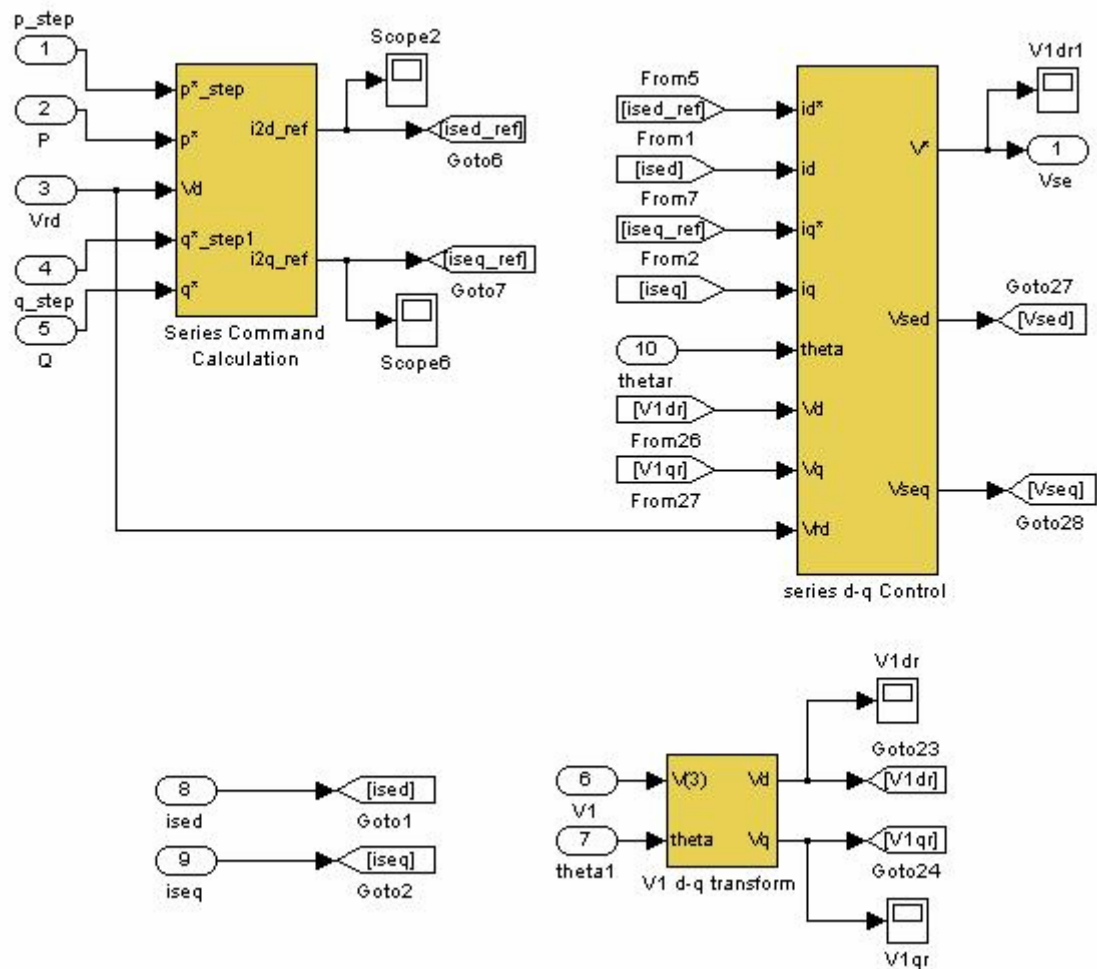 p_step
1
2
P
3
Vrd
4
q_step
5
Q
p*_step
p*
Vd
q*_step1
q*
i2d_ref
i2q_ref
Series Command
Calculation
Scope2
[ised_ref]
Goto6
[iseq_ref]
Goto7
Scope6
From5
[ised_ref]
From1
[ised]
From7
[iseq_ref]
From2
[iseq]
10
thetar
[V1dr]
From26
[V1qr]
From27
id*
id
iq*
iq
theta
Vd
Vq
Vrd
V*
Vsed
Vseq
series d-q Control
V1dr1
1
Vse
Goto27
[Vsed]
[Vseq]
Goto28
8
ised
[ised]
Goto1
9
iseq
[iseq]
Goto2
6
V1
7
theta1
V(3)
theta
Vd
Vq
V1 d-q transform
V1dr
Goto23
[V1dr]
[V1qr]
Goto24
V1qr